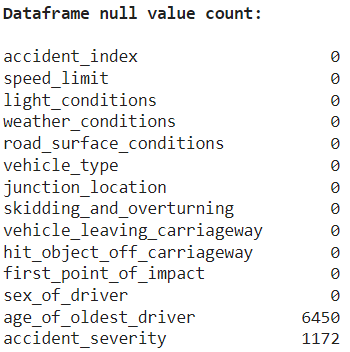 Dataframe null value count:
accident_index 0
speed_limit 0
light_conditions 0
weather_conditions 0
road_surface_conditions 0
vehicle_type 0
junction_location 0
skidding_and_overturning 0
vehicle_leaving_carriageway 0
hit_object_off_carriageway 0
first_point_of_impact 0
sex_of_driver 0
age_of_oldest_driver 6450
accident_severity 1172